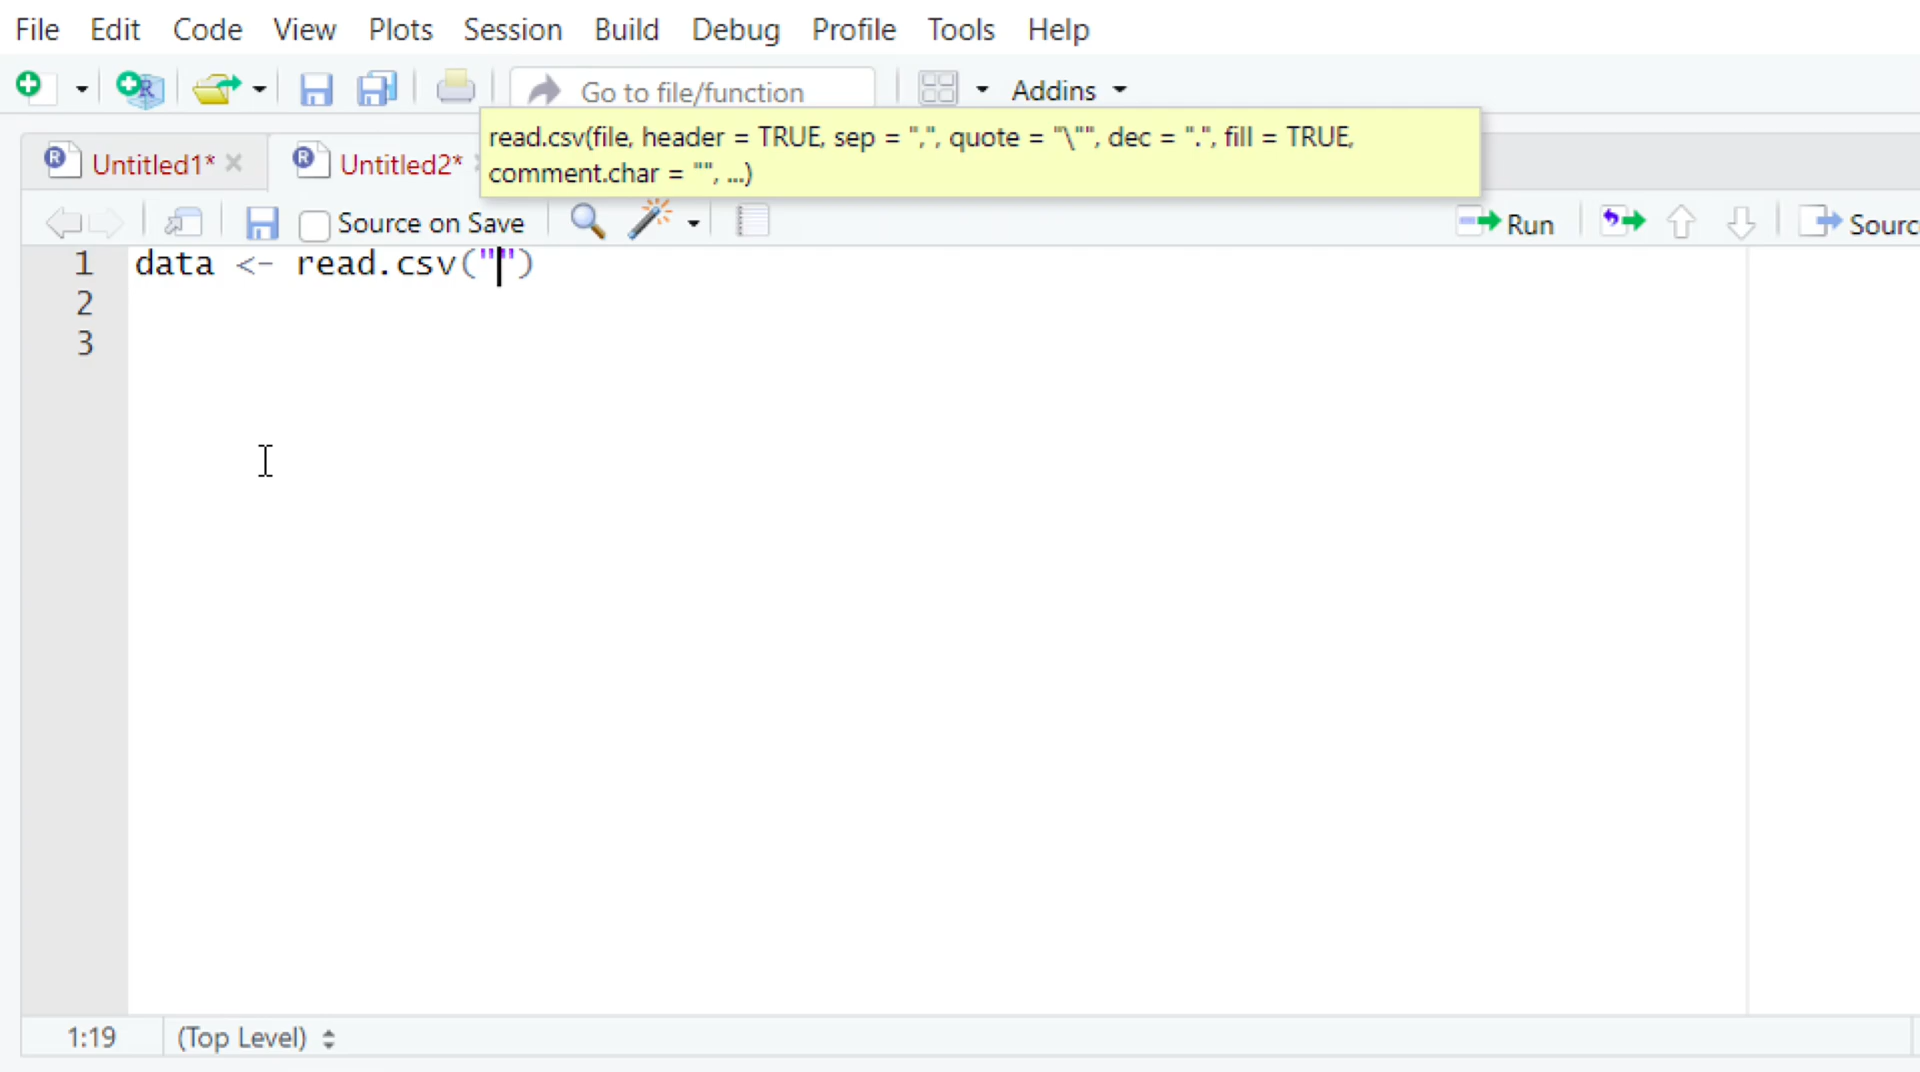 File Edit Code View Plots Session Build Debug Profile Tools Help
Go to file/function Addins
read.csv(file, header = TRUE, sep = ",", quote = "\"", dec = ".", fill = TRUE,
comment.char = "", ...)
Untitled1* Untitled2*
Source on Save Run Sourc
1 data <- read.csv("")
2
3
1:19 (Top Level)